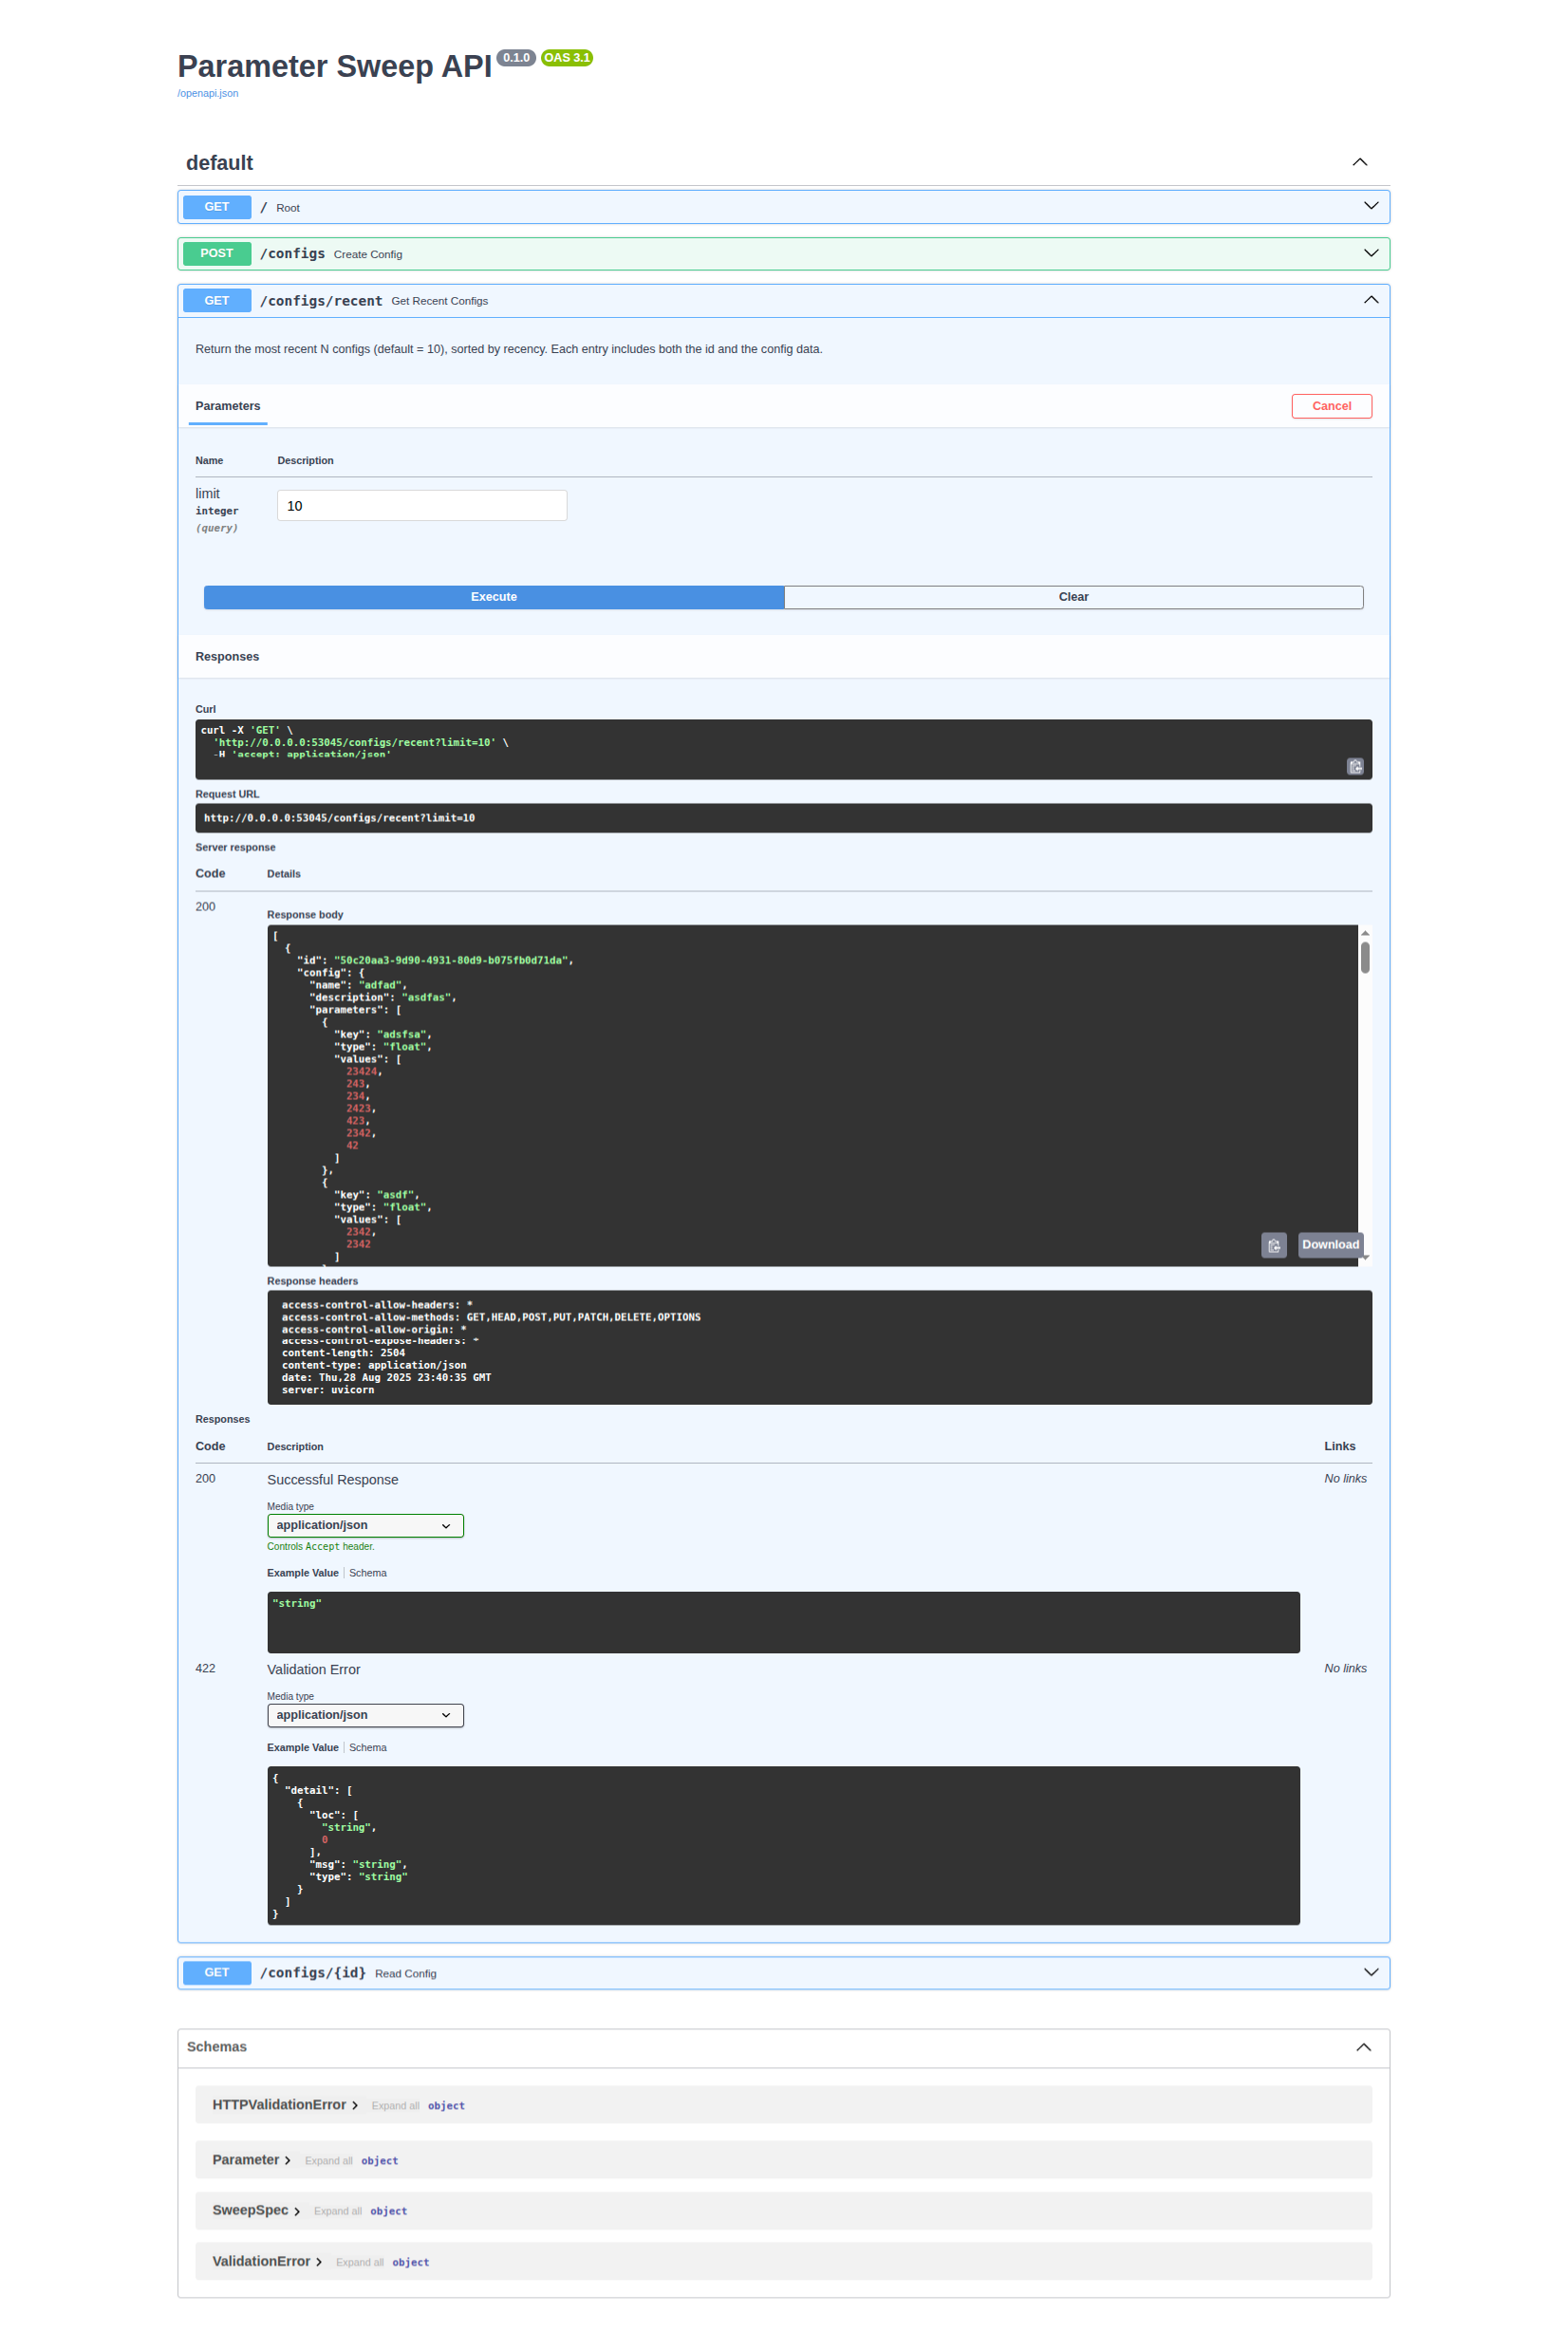 Parameter Sweep API 0.1.0 OAS 3.1
/openapi.json
default
GET / Root
POST /configs Create Config
GET /configs/recent Get Recent Configs
Return the most recent N configs (default = 10), sorted by recency. Each entry includes both the id and the config data.
Parameters Cancel
Name Description
limit
integer
(query)
10
Execute Clear
Responses
Curl
curl -X 'GET' \
  'http://0.0.0.0:53045/configs/recent?limit=10' \
  -H 'accept: application/json'
Request URL
http://0.0.0.0:53045/configs/recent?limit=10
Server response
Code Details
200
Response body
[
  {
    "id": "50c20aa3-9d90-4931-80d9-b075fb0d71da",
    "config": {
      "name": "adfad",
      "description": "asdfas",
      "parameters": [
        {
          "key": "adsfsa",
          "type": "float",
          "values": [
            23424,
            243,
            234,
            2423,
            423,
            2342,
            42
          ]
        },
        {
          "key": "asdf",
          "type": "float",
          "values": [
            2342,
            2342
          ]
Download
Response headers
access-control-allow-headers: *
access-control-allow-methods: GET,HEAD,POST,PUT,PATCH,DELETE,OPTIONS
access-control-allow-origin: *
access-control-expose-headers: *
content-length: 2504
content-type: application/json
date: Thu,28 Aug 2025 23:40:35 GMT
server: uvicorn
Responses
Code Description Links
200 Successful Response No links
Media type
application/json
Controls Accept header.
Example Value Schema
"string"
422 Validation Error No links
Media type
application/json
Example Value Schema
{
  "detail": [
    {
      "loc": [
        "string",
        0
      ],
      "msg": "string",
      "type": "string"
    }
  ]
}
GET /configs/{id} Read Config
Schemas
HTTPValidationError Expand all object
Parameter Expand all object
SweepSpec Expand all object
ValidationError Expand all object